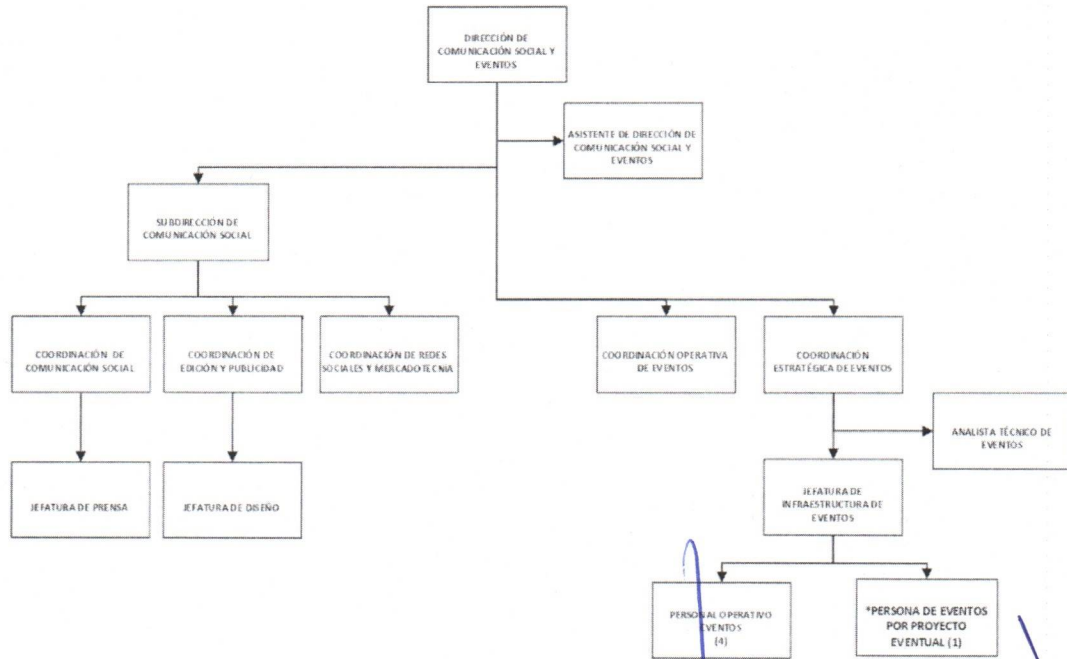 DIRECCIÓN DE
COMUNICACIÓN SOCIAL Y
EVENTOS
ASISTENTE DE DIRECCIÓN DE
COMUNICACIÓN SOCIAL Y
EVENTOS
SUBDIRECCIÓN DE
COMUNICACIÓN SOCIAL
COORDINACIÓN DE
COMUNICACIÓN SOCIAL
COORDINACIÓN DE
EDICIÓN Y PUBLICIDAD
COORDINACIÓN DE REDES
SOCIALES Y MERCADOTECNIA
COORDINACIÓN OPERATIVA
DE EVENTOS
COORDINACIÓN
ESTRATÉGICA DE EVENTOS
ANALISTA TÉCNICO DE
EVENTOS
JEFATURA DE PRENSA
JEFATURA DE DISEÑO
JEFATURA DE
INFRAESTRUCTURA DE
EVENTOS
PERSONAL OPERATIVO
EVENTOS
(4)
*PERSONA DE EVENTOS
POR PROYECTO
EVENTUAL (1)